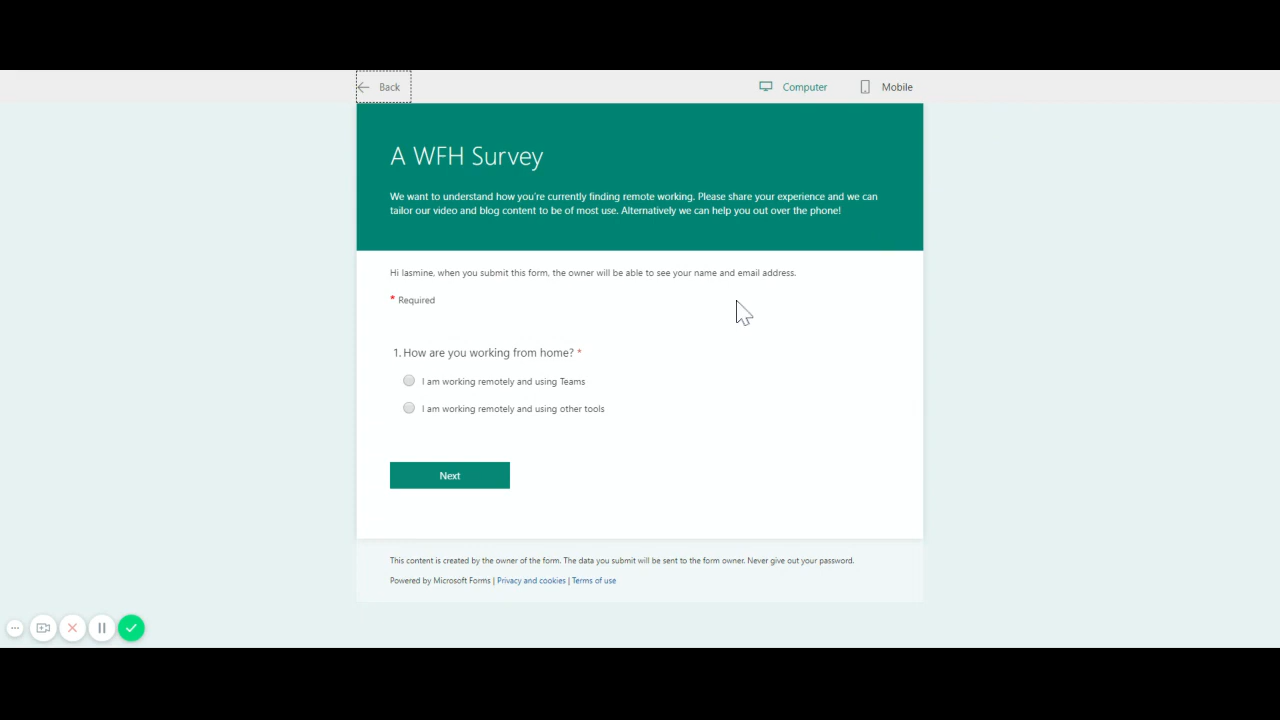 Back
Computer
Mobile
A WFH Survey
We want to understand how you're currently finding remote working. Please share your experience and we can
tailor our video and blog content to be of most use. Alternatively we can help you out over the phone!
Hi Iasmine, when you submit this form, the owner will be able to see your name and email address.
* Required
1. How are you working from home? *
I am working remotely and using Teams
I am working remotely and using other tools
Next
This content is created by the owner of the form. The data you submit will be sent to the form owner. Never give out your password.
Powered by Microsoft Forms | Privacy and cookies | Terms of use